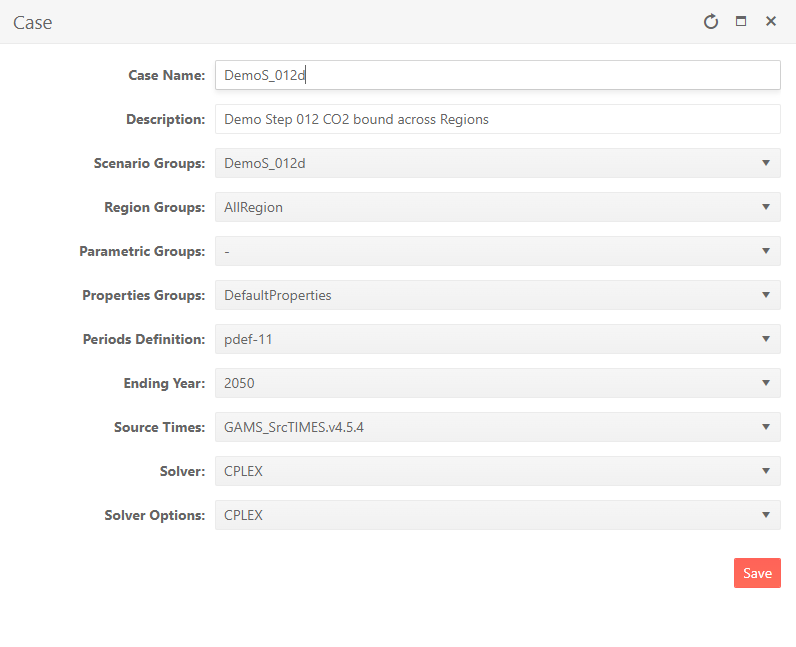 Case
Case Name: DemoS_012d
Description: Demo Step 012 CO2 bound across Regions
Scenario Groups: DemoS_012d
Region Groups: AllRegion
Parametric Groups: -
Properties Groups: DefaultProperties
Periods Definition: pdef-11
Ending Year: 2050
Source Times: GAMS_SrcTIMES.v4.5.4
Solver: CPLEX
Solver Options: CPLEX
Save